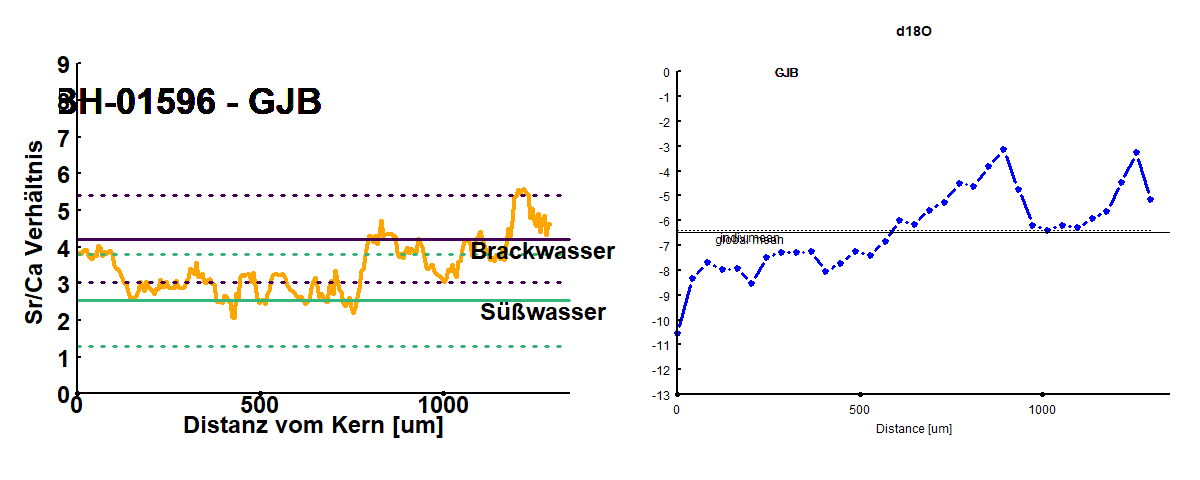 BH-01596 - GJB
Sr/Ca Verhältnis
9
8
7
6
5
4
3
2
1
0
Brackwasser
Süßwasser
0 500 1000
Distanz vom Kern [um]
d18O
GJB
0
-1
-2
-3
-4
-5
-6
-7
-8
-9
-10
-11
-12
-13
global mean
0 500 1000
Distance [um]